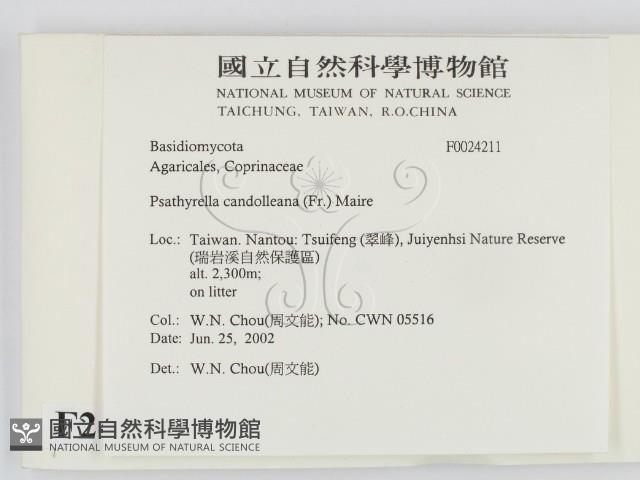 國立自然科學博物館
NATIONAL MUSEUM OF NATURAL SCIENCE
TAICHUNG, TAIWAN, R.O.CHINA
Basidiomycota F0024211
Agaricales, Coprinaceae
Psathyrella candolleana (Fr.) Maire
Loc.: Taiwan. Nantou: Tsuifeng (翠峰), Juiyenhsi Nature Reserve
(瑞岩溪自然保護區)
alt. 2,300m;
on litter
Col.: W.N. Chou(周文能); No. CWN 05516
Date: Jun. 25, 2002
Det.: W.N. Chou(周文能)
F2
國立自然科學博物館
NATIONAL MUSEUM OF NATURAL SCIENCE